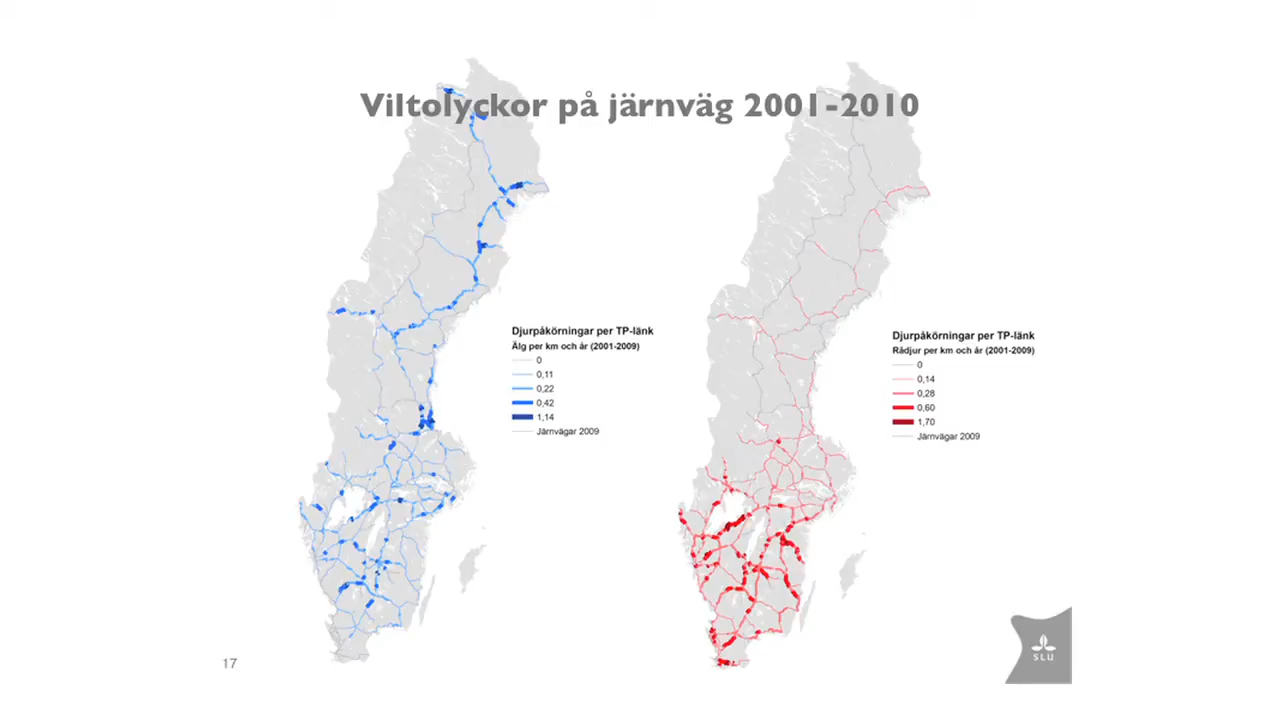 Viltolyckor på järnväg 2001-2010
Djurpåkörningar per TP-länk
Älg per km och år (2001-2009)
0
0,11
0,22
0,42
1,14
Järnvägar 2009
Djurpåkörningar per TP-länk
Rådjur per km och år (2001-2009)
0
0,14
0,28
0,60
1,70
Järnvägar 2009
17
SLU